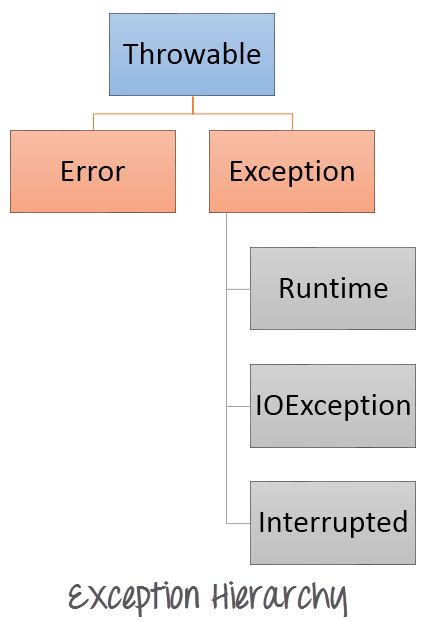 Throwable
Error
Exception
Runtime
IOException
Interrupted
Exception Hierarchy